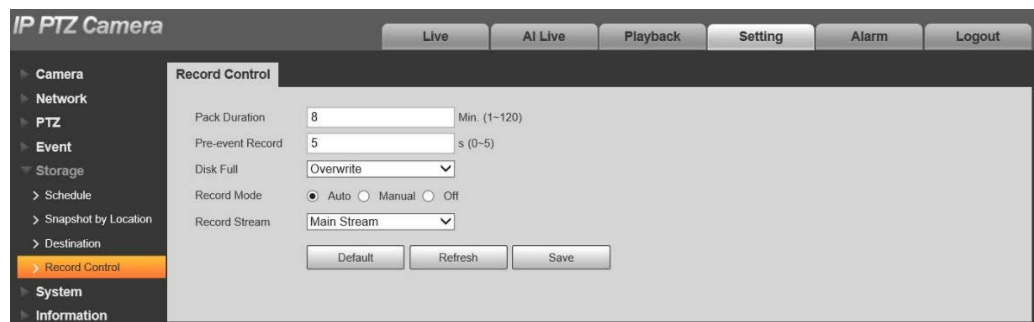 IP PTZ Camera
Live AI Live Playback Setting Alarm Logout
Camera
Network
PTZ
Event
Storage
> Schedule
> Snapshot by Location
> Destination
> Record Control
System
Information
Record Control
Pack Duration 8 Min. (1~120)
Pre-event Record 5 s (0~5)
Disk Full Overwrite
Record Mode Auto Manual Off
Record Stream Main Stream
Default Refresh Save